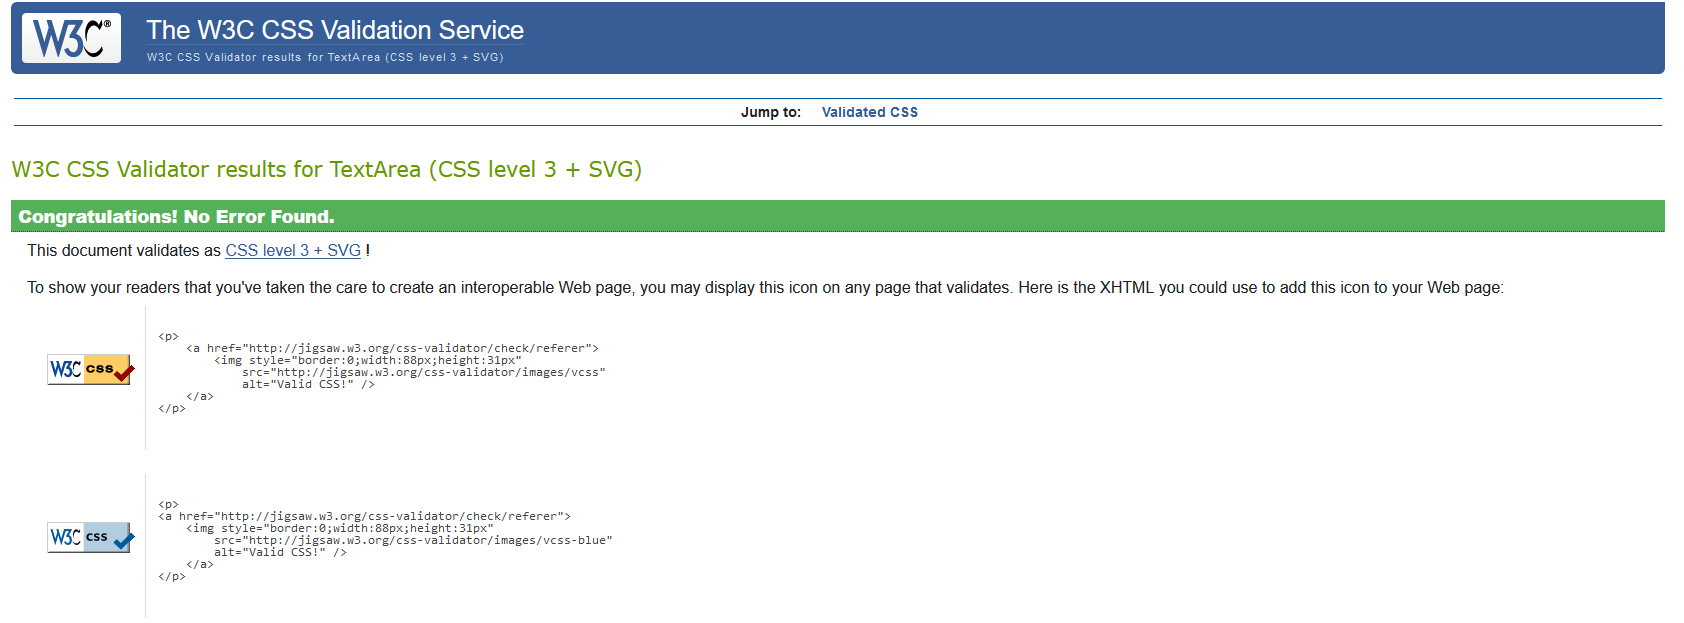 W3C®
The W3C CSS Validation Service
W3C CSS Validator results for TextArea (CSS level 3 + SVG)
Jump to: Validated CSS
W3C CSS Validator results for TextArea (CSS level 3 + SVG)
Congratulations! No Error Found.
This document validates as CSS level 3 + SVG !
To show your readers that you've taken the care to create an interoperable Web page, you may display this icon on any page that validates. Here is the XHTML you could use to add this icon to your Web page:
W3C css
<p>
    <a href="http://jigsaw.w3.org/css-validator/check/referer">
        <img style="border:0;width:88px;height:31px"
            src="http://jigsaw.w3.org/css-validator/images/vcss"
            alt="Valid CSS!" />
    </a>
</p>
W3C css
<p>
<a href="http://jigsaw.w3.org/css-validator/check/referer">
    <img style="border:0;width:88px;height:31px"
        src="http://jigsaw.w3.org/css-validator/images/vcss-blue"
        alt="Valid CSS!" />
    </a>
</p>